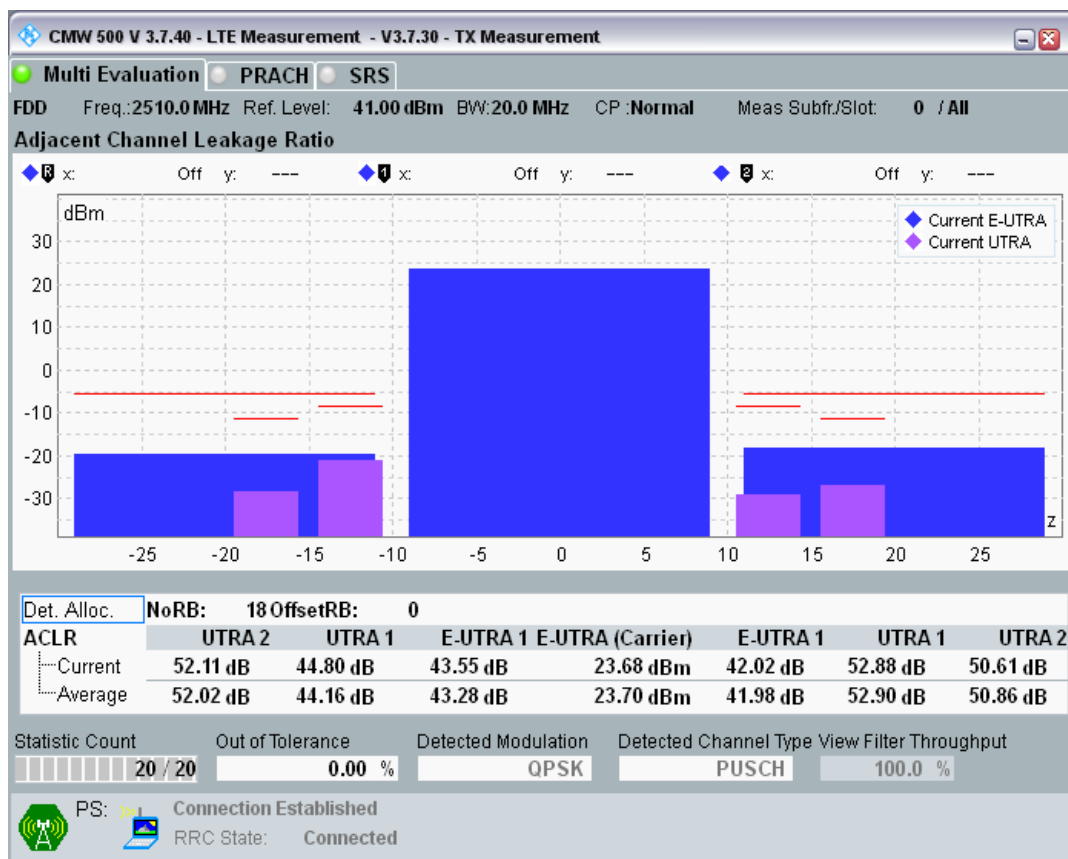 CMW 500 V 3.7.40 - LTE Measurement - V3.7.30 - TX Measurement
Multi Evaluation PRACH SRS
FDD Freq.:2510.0 MHz Ref. Level: 41.00 dBm BW:20.0 MHz CP :Normal Meas Subfr./Slot: 0 / All
Adjacent Channel Leakage Ratio
R x: Off y: --- 1 x: Off y: --- 2 x: Off y: ---
dBm
Current E-UTRA
Current UTRA
30
20
10
0
-10
-20
-30
z
-25 -20 -15 -10 -5 0 5 10 15 20 25
Det. Alloc. NoRB: 18 OffsetRB: 0
ACLR UTRA 2 UTRA 1 E-UTRA 1 E-UTRA (Carrier) E-UTRA 1 UTRA 1 UTRA 2
Current 52.11 dB 44.80 dB 43.55 dB 23.68 dBm 42.02 dB 52.88 dB 50.61 dB
Average 52.02 dB 44.16 dB 43.28 dB 23.70 dBm 41.98 dB 52.90 dB 50.86 dB
Statistic Count Out of Tolerance Detected Modulation Detected Channel Type View Filter Throughput
20 / 20 0.00 % QPSK PUSCH 100.0 %
PS: Connection Established
RRC State: Connected